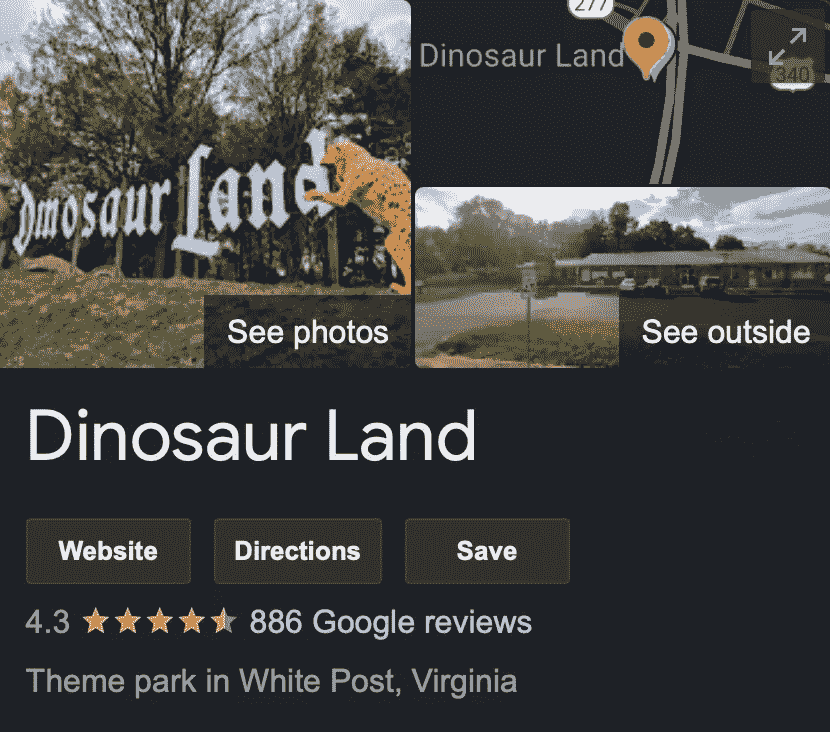 277
Dinosaur Land
340
Dinosaur Land
See photos
See outside
Dinosaur Land
Website
Directions
Save
4.3
886 Google reviews
Theme park in White Post, Virginia